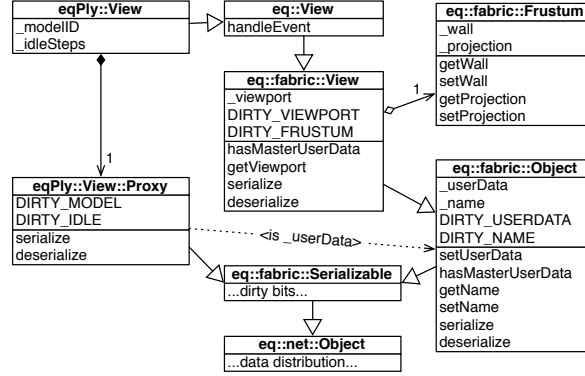 eqPly::View
_modelID
_idleSteps
eq::View
handleEvent
eq::fabric::Frustum
_wall
_projection
getWall
setWall
getProjection
setProjection
eq::fabric::View
_viewport
DIRTY_VIEWPORT
DIRTY_FRUSTUM
hasMasterUserData
getViewport
serialize
deserialize
1
1
eqPly::View::Proxy
DIRTY_MODEL
DIRTY_IDLE
serialize
deserialize
eq::fabric::Object
_userData
_name
DIRTY_USERDATA
DIRTY_NAME
setUserData
hasMasterUserData
getName
setName
serialize
deserialize
<is _userData>
eq::fabric::Serializable
...dirty bits...
eq::net::Object
...data distribution...